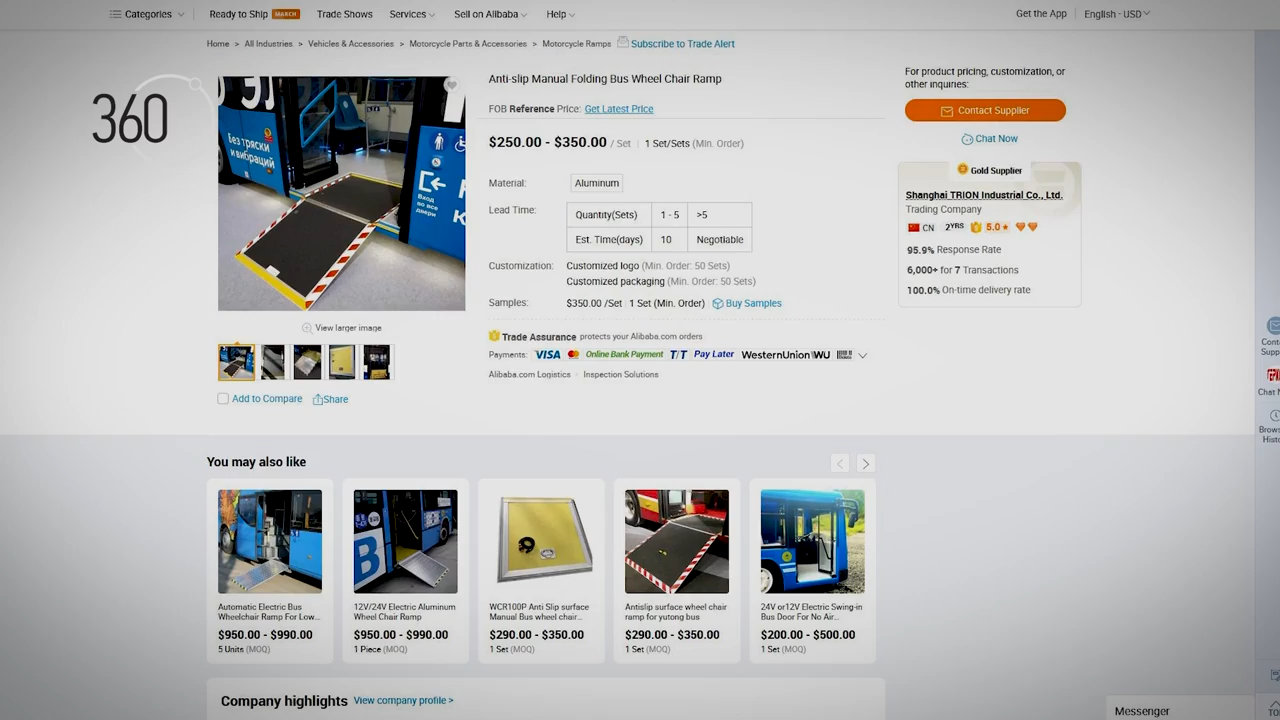 Categories
Ready to Ship MARCH
Trade Shows
Services
Sell on Alibaba
Help
Get the App
English - USD
Home > All Industries > Vehicles & Accessories > Motorcycle Parts & Accessories > Motorcycle Ramps
Subscribe to Trade Alert
360
Без тряски
и вибраций
Вход
во все
двери
View larger image
Add to Compare
Share
Anti-slip Manual Folding Bus Wheel Chair Ramp
FOB Reference Price: Get Latest Price
$250.00 - $350.00 / Set | 1 Set/Sets (Min. Order)
Material: Aluminum
Lead Time:
Quantity(Sets) 1 - 5 >5
Est. Time(days) 10 Negotiable
Customization: Customized logo (Min. Order: 50 Sets)
Customized packaging (Min. Order: 50 Sets)
Samples: $350.00 /Set | 1 Set (Min. Order) Buy Samples
Trade Assurance protects your Alibaba.com orders
Payments: VISA Online Bank Payment T/T Pay Later WesternUnion WU
Alibaba.com Logistics Inspection Solutions
For product pricing, customization, or
other inquiries:
Contact Supplier
Chat Now
Gold Supplier
Shanghai TRION Industrial Co., Ltd.
Trading Company
CN 2YRS 5.0
95.9% Response Rate
6,000+ for 7 Transactions
100.0% On-time delivery rate
You may also like
Automatic Electric Bus
Wheelchair Ramp For Low...
$950.00 - $990.00
5 Units (MOQ)
12V/24V Electric Aluminum
Wheel Chair Ramp
$950.00 - $990.00
1 Piece (MOQ)
WCR100P Anti Slip surface
Manual Bus wheel chair...
$290.00 - $350.00
1 Set (MOQ)
Antislip surface wheel chair
ramp for yutong bus
$290.00 - $350.00
1 Set (MOQ)
24V or12V Electric Swing-in
Bus Door For No Air...
$200.00 - $500.00
1 Set (MOQ)
Company highlights View company profile >
Messenger